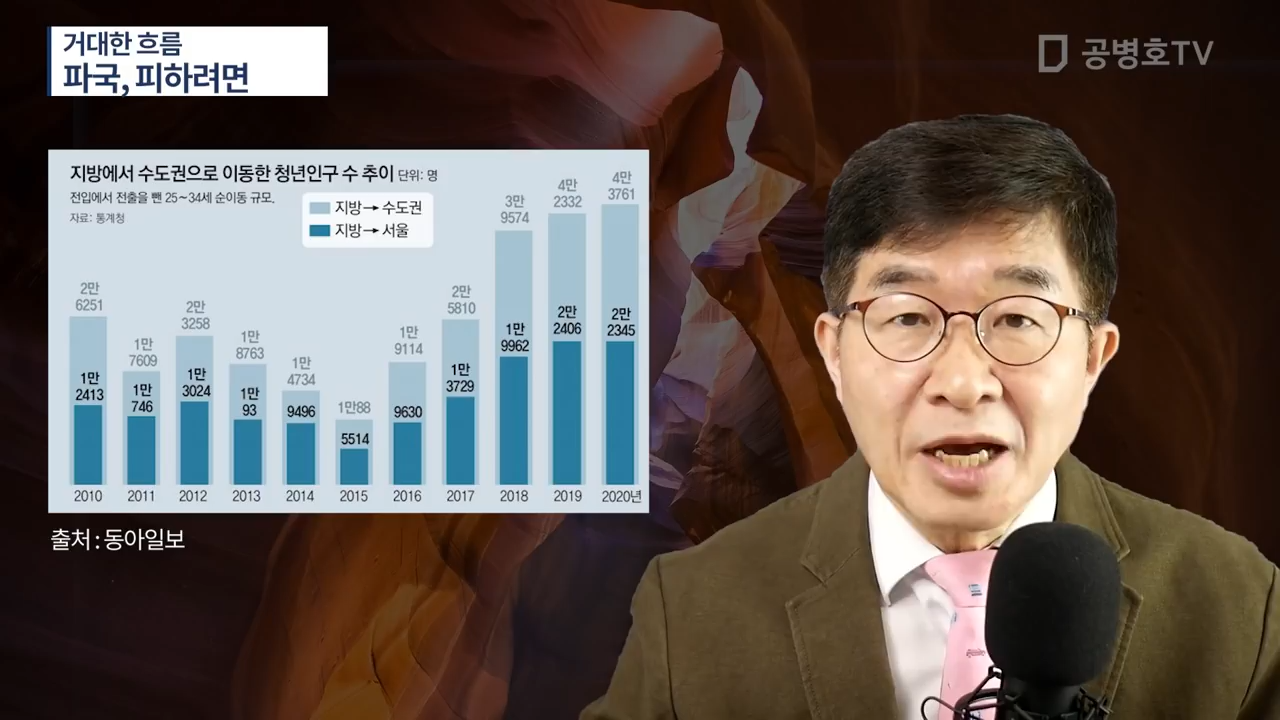 거대한 흐름
파국, 피하려면
공병호TV
지방에서 수도권으로 이동한 청년인구 수 추이 단위: 명
전입에서 전출을 뺀 25~34세 순이동 규모.
자료: 통계청
지방→수도권
지방→서울
2만
6251
1만
7609
2만
3258
1만
8763
1만
4734
1만88
1만
9114
2만
5810
3만
9574
4만
2332
4만
3761
1만
2413
1만
746
1만
3024
1만
93
9496
5514
9630
1만
3729
1만
9962
2만
2406
2만
2345
2010 2011 2012 2013 2014 2015 2016 2017 2018 2019 2020년
출처 : 동아일보